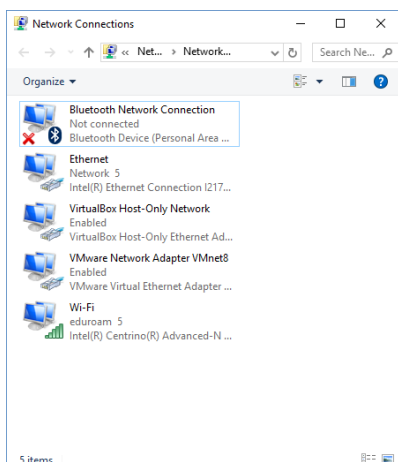 Network Connections
« Net... › Network...
Search Ne...
Organize
Bluetooth Network Connection
Not connected
Bluetooth Device (Personal Area ...
Ethernet
Network 5
Intel(R) Ethernet Connection I217...
VirtualBox Host-Only Network
Enabled
VirtualBox Host-Only Ethernet Ad...
VMware Network Adapter VMnet8
Enabled
VMware Virtual Ethernet Adapter ...
Wi-Fi
eduroam 5
Intel(R) Centrino(R) Advanced-N ...
5 items